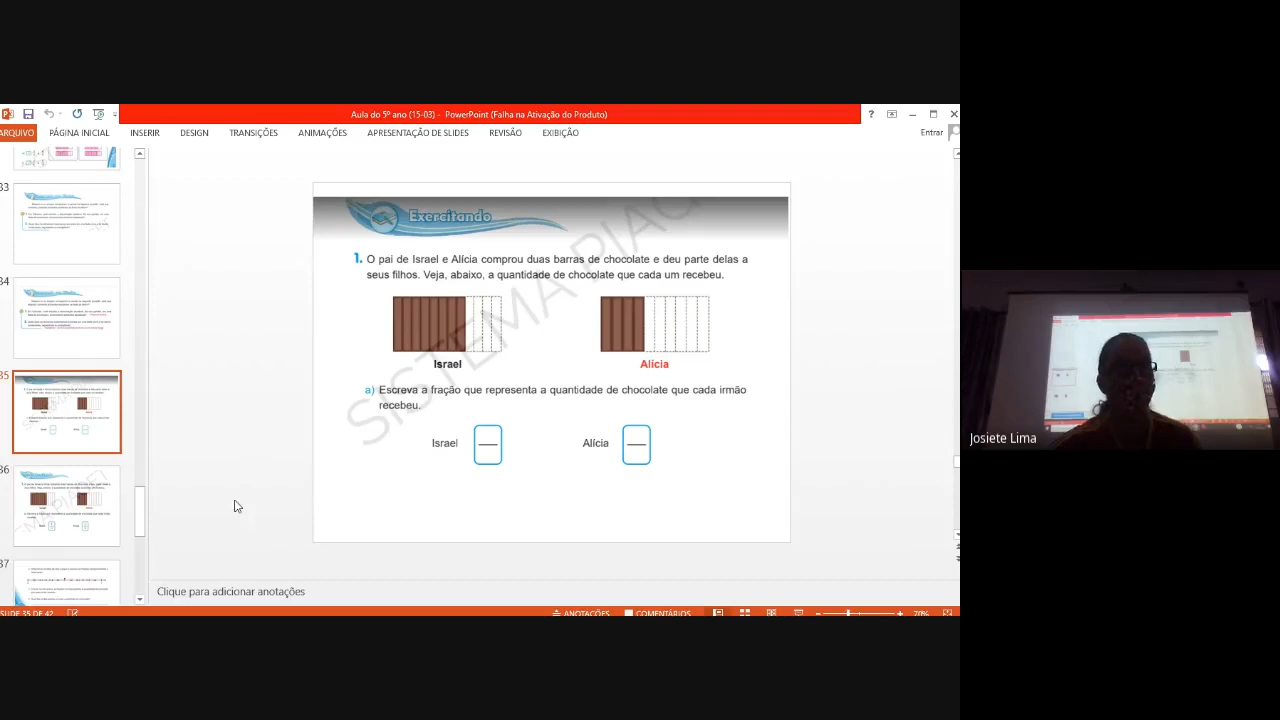 Aula do 5º ano (15-03) - PowerPoint (Falha na Ativação do Produto)
ARQUIVO PÁGINA INICIAL INSERIR DESIGN TRANSIÇÕES ANIMAÇÕES APRESENTAÇÃO DE SLIDES REVISÃO EXIBIÇÃO Entrar
33
34
35
36
37
Exercitando
1. O pai de Israel e Alícia comprou duas barras de chocolate e deu parte delas a
seus filhos. Veja, abaixo, a quantidade de chocolate que cada um recebeu.
Israel Alícia
a) Escreva a fração que representa a quantidade de chocolate que cada irmão
recebeu.
Israel Alícia
Josiete Lima
Clique para adicionar anotações
SLIDE 35 DE 42 ANOTAÇÕES COMENTÁRIOS 70%